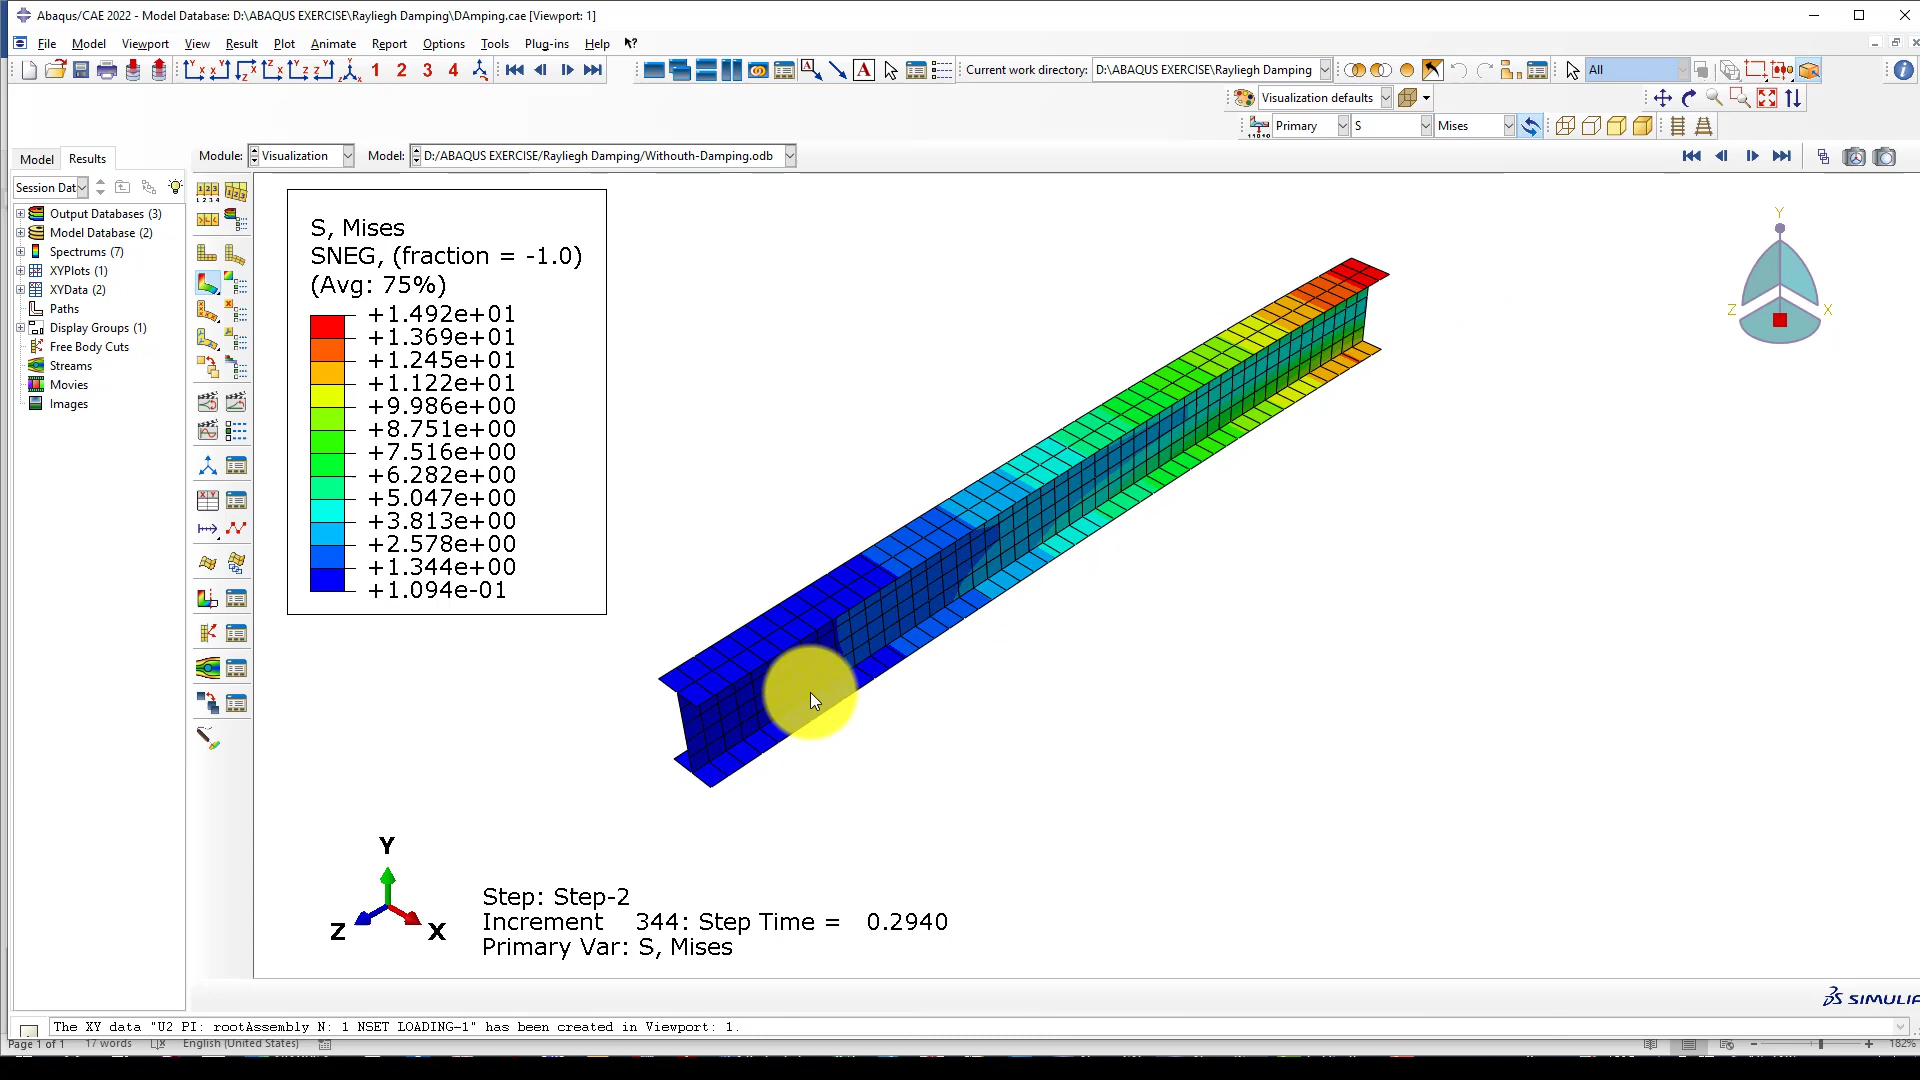 Abaqus/CAE 2022 - Model Database: D:\ABAQUS EXERCISE\Rayliegh Damping\DAmping.cae [Viewport: 1]
File Model Viewport View Result Plot Animate Report Options Tools Plug-ins Help
1 2 3 4
Current work directory: D:\ABAQUS EXERCISE\Rayliegh Damping
All
Visualization defaults
Primary S Mises
Model Results
Module: Visualization Model: D:/ABAQUS EXERCISE/Rayliegh Damping/Withouth-Damping.odb
Session Dat
Output Databases (3)
Model Database (2)
Spectrums (7)
XYPlots (1)
XYData (2)
Paths
Display Groups (1)
Free Body Cuts
Streams
Movies
Images
S, Mises
SNEG, (fraction = -1.0)
(Avg: 75%)
+1.492e+01
+1.369e+01
+1.245e+01
+1.122e+01
+9.986e+00
+8.751e+00
+7.516e+00
+6.282e+00
+5.047e+00
+3.813e+00
+2.578e+00
+1.344e+00
+1.094e-01
Y
Z X
Y
Z X
Step: Step-2
Increment 344: Step Time = 0.2940
Primary Var: S, Mises
SIMULIA
The XY data "U2 PI: rootAssembly N: 1 NSET LOADING-1" has been created in Viewport: 1.
Page 1 of 1 17 words English (United States) 182%